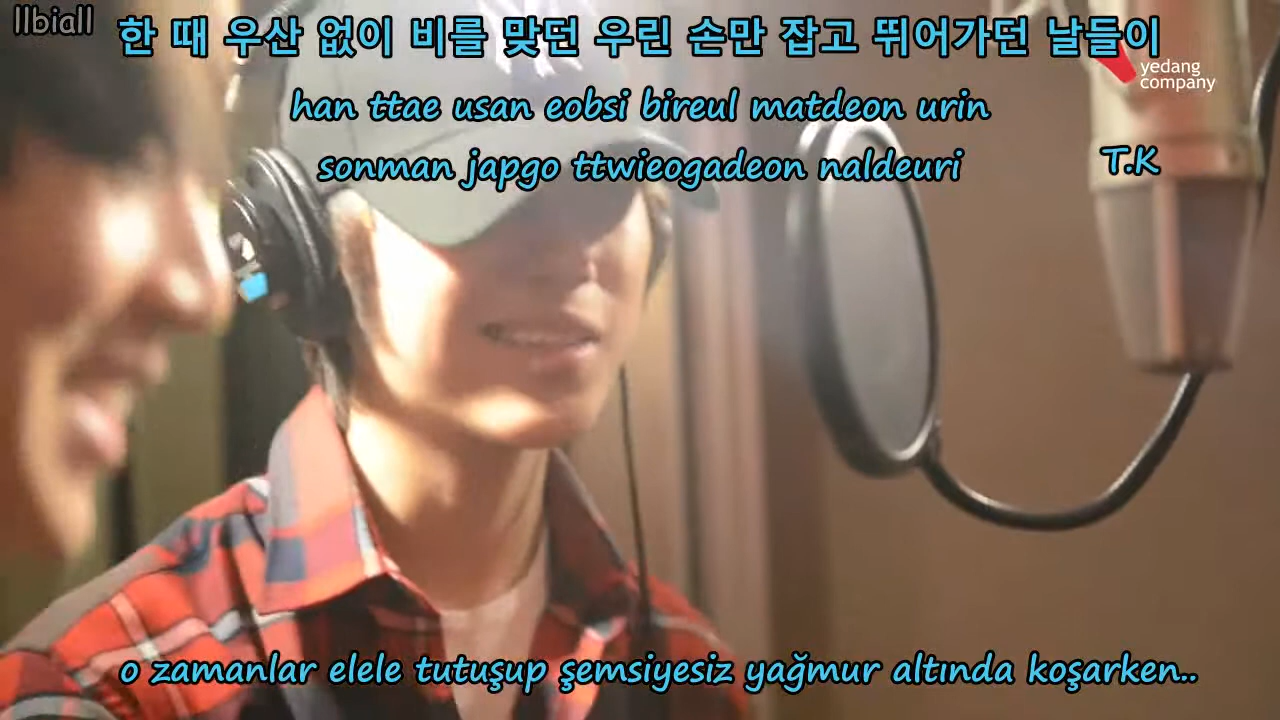 llbiall
한 때 우산 없이 비를 맞던 우린 손만 잡고 뛰어가던 날들이
yedang
company
han ttae usan eobsi bireul matdeon urin
sonman japgo ttwieogadeon naldeuri
T.K
o zamanlar elele tutuşup şemsiyesiz yağmur altında koşarken..